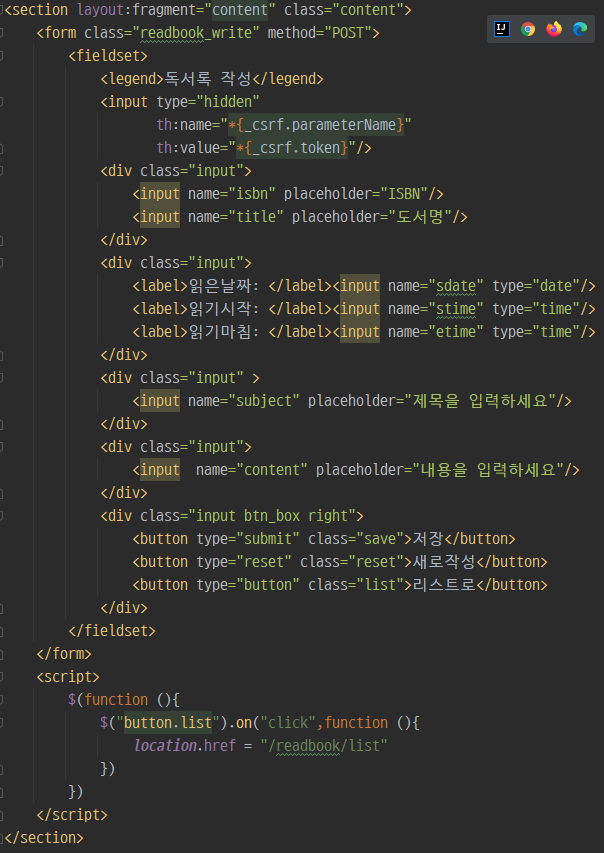 <section layout:fragment="content" class="content">
<form class="readbook_write" method="POST">
<fieldset>
<legend>독서록 작성</legend>
<input type="hidden"
th:name="*{_csrf.parameterName}"
th:value="*{_csrf.token}"/>
<div class="input">
<input name="isbn" placeholder="ISBN"/>
<input name="title" placeholder="도서명"/>
</div>
<div class="input">
<label>읽은날짜: </label><input name="sdate" type="date"/>
<label>읽기시작: </label><input name="stime" type="time"/>
<label>읽기마침: </label><input name="etime" type="time"/>
</div>
<div class="input" >
<input name="subject" placeholder="제목을 입력하세요"/>
</div>
<div class="input">
<input  name="content" placeholder="내용을 입력하세요"/>
</div>
<div class="input btn_box right">
<button type="submit" class="save">저장</button>
<button type="reset" class="reset">새로작성</button>
<button type="button" class="list">리스트로</button>
</div>
</fieldset>
</form>
<script>
$(function (){
$("button.list").on("click",function (){
location.href = "/readbook/list"
})
})
</script>
</section>